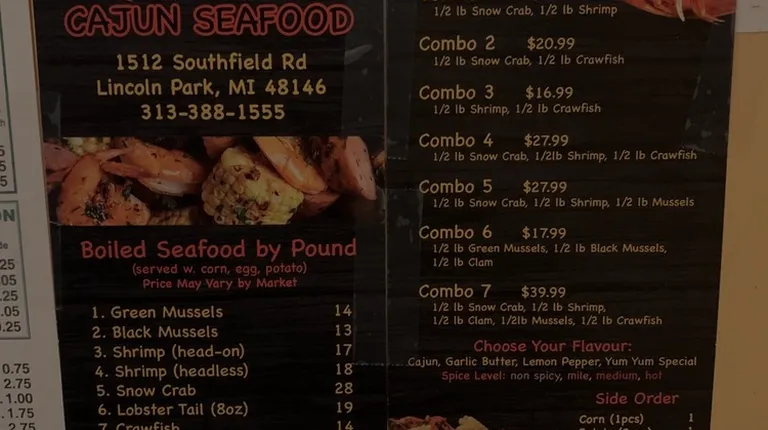 CAJUN SEAFOOD
1512 Southfield Rd
Lincoln Park, MI 48146
313-388-1555
Boiled Seafood by Pound
(served w. corn, egg, potato)
Price May Vary by Market
1. Green Mussels 14
2. Black Mussels 13
3. Shrimp (head-on) 17
4. Shrimp (headless) 18
5. Snow Crab 28
6. Lobster Tail (8oz) 19
7. Crawfish 14
1/2 lb Snow Crab, 1/2 lb Shrimp
Combo 2 $20.99
1/2 lb Snow Crab, 1/2 lb Crawfish
Combo 3 $16.99
1/2 lb Shrimp, 1/2 lb Crawfish
Combo 4 $27.99
1/2 lb Snow Crab, 1/2lb Shrimp, 1/2 lb Crawfish
Combo 5 $27.99
1/2 lb Snow Crab, 1/2 lb Shrimp, 1/2 lb Mussels
Combo 6 $17.99
1/2 lb Green Mussels, 1/2 lb Black Mussels,
1/2 lb Clam
Combo 7 $39.99
1/2 lb Snow Crab, 1/2 lb Shrimp,
1/2 lb Clam, 1/2lb Mussels, 1/2 lb Crawfish
Choose Your Flavour:
Cajun, Garlic Butter, Lemon Pepper, Yum Yum Special
Spice Level: non spicy, mile, medium, hot
Side Order
Corn (1pcs) 1